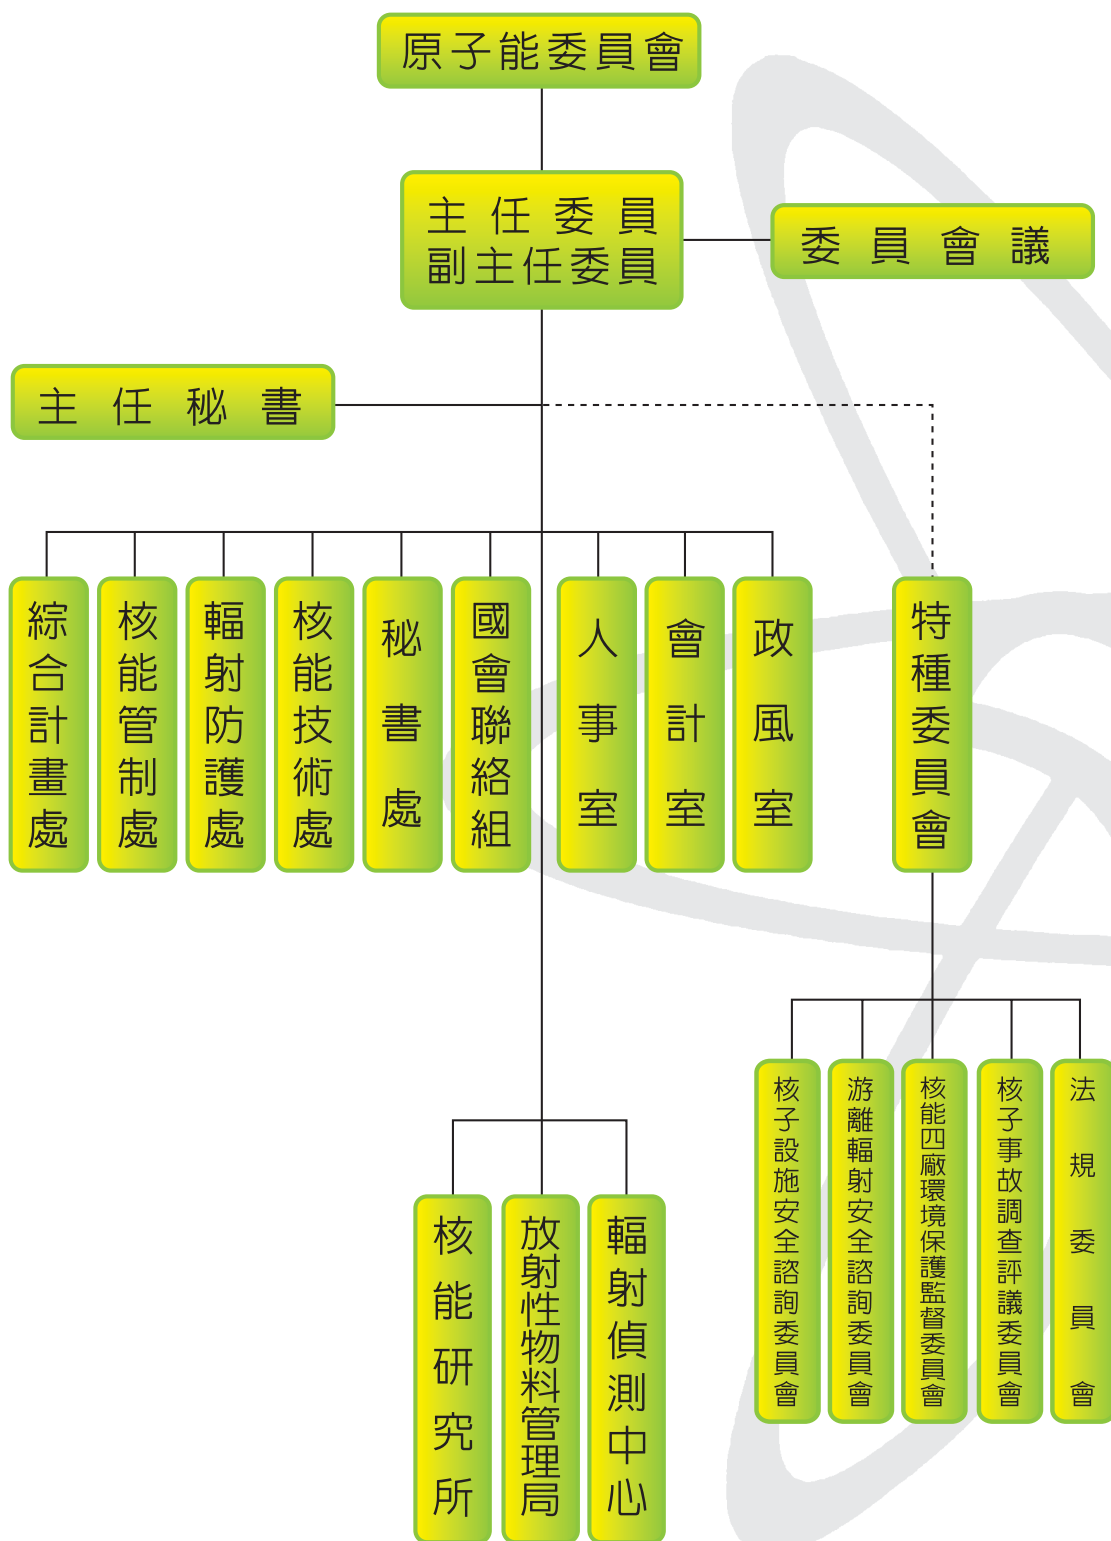 原子能委員會
主任委員
副主任委員
委員會議
主任秘書
綜合計畫處
核能管制處
輻射防護處
核能技術處
秘書處
國會聯絡組
人事室
會計室
政風室
特種委員會
核子設施安全諮詢委員會
游離輻射安全諮詢委員會
核能四廠環境保護監督委員會
核子事故調查評議委員會
法規委員會
核能研究所
放射性物料管理局
輻射偵測中心